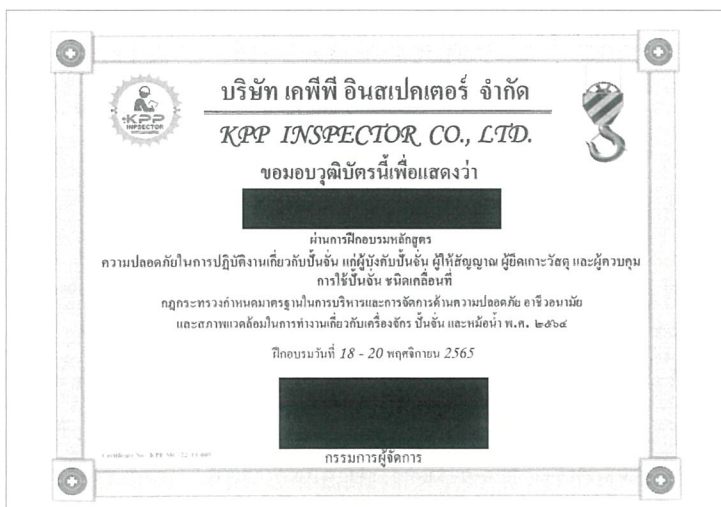 บริษัท เคพีพี อินสเปคเตอร์ จำกัด
KPP INSPECTOR CO., LTD.
KPP
INSPECTOR
ขอมอบวุฒิบัตรนี้เพื่อแสดงว่า
ผ่านการฝึกอบรมหลักสูตร
ความปลอดภัยในการปฏิบัติงานเกี่ยวกับปั้นจั่น แก่ผู้บังคับปั้นจั่น ผู้ให้สัญญาณ ผู้ยึดเกาะวัสดุ และผู้ควบคุม
การใช้ปั้นจั่น ชนิดเคลื่อนที่
กฎกระทรวงกำหนดมาตรฐานในการบริหารและการจัดการด้านความปลอดภัย อาชีวอนามัย
และสภาพแวดล้อมในการทำงานเกี่ยวกับเครื่องจักร ปั้นจั่น และหม้อน้ำ พ.ศ. ๒๕๖๔
ฝึกอบรมวันที่ 18 - 20 พฤศจิกายน 2565
กรรมการผู้จัดการ
Certificate No.